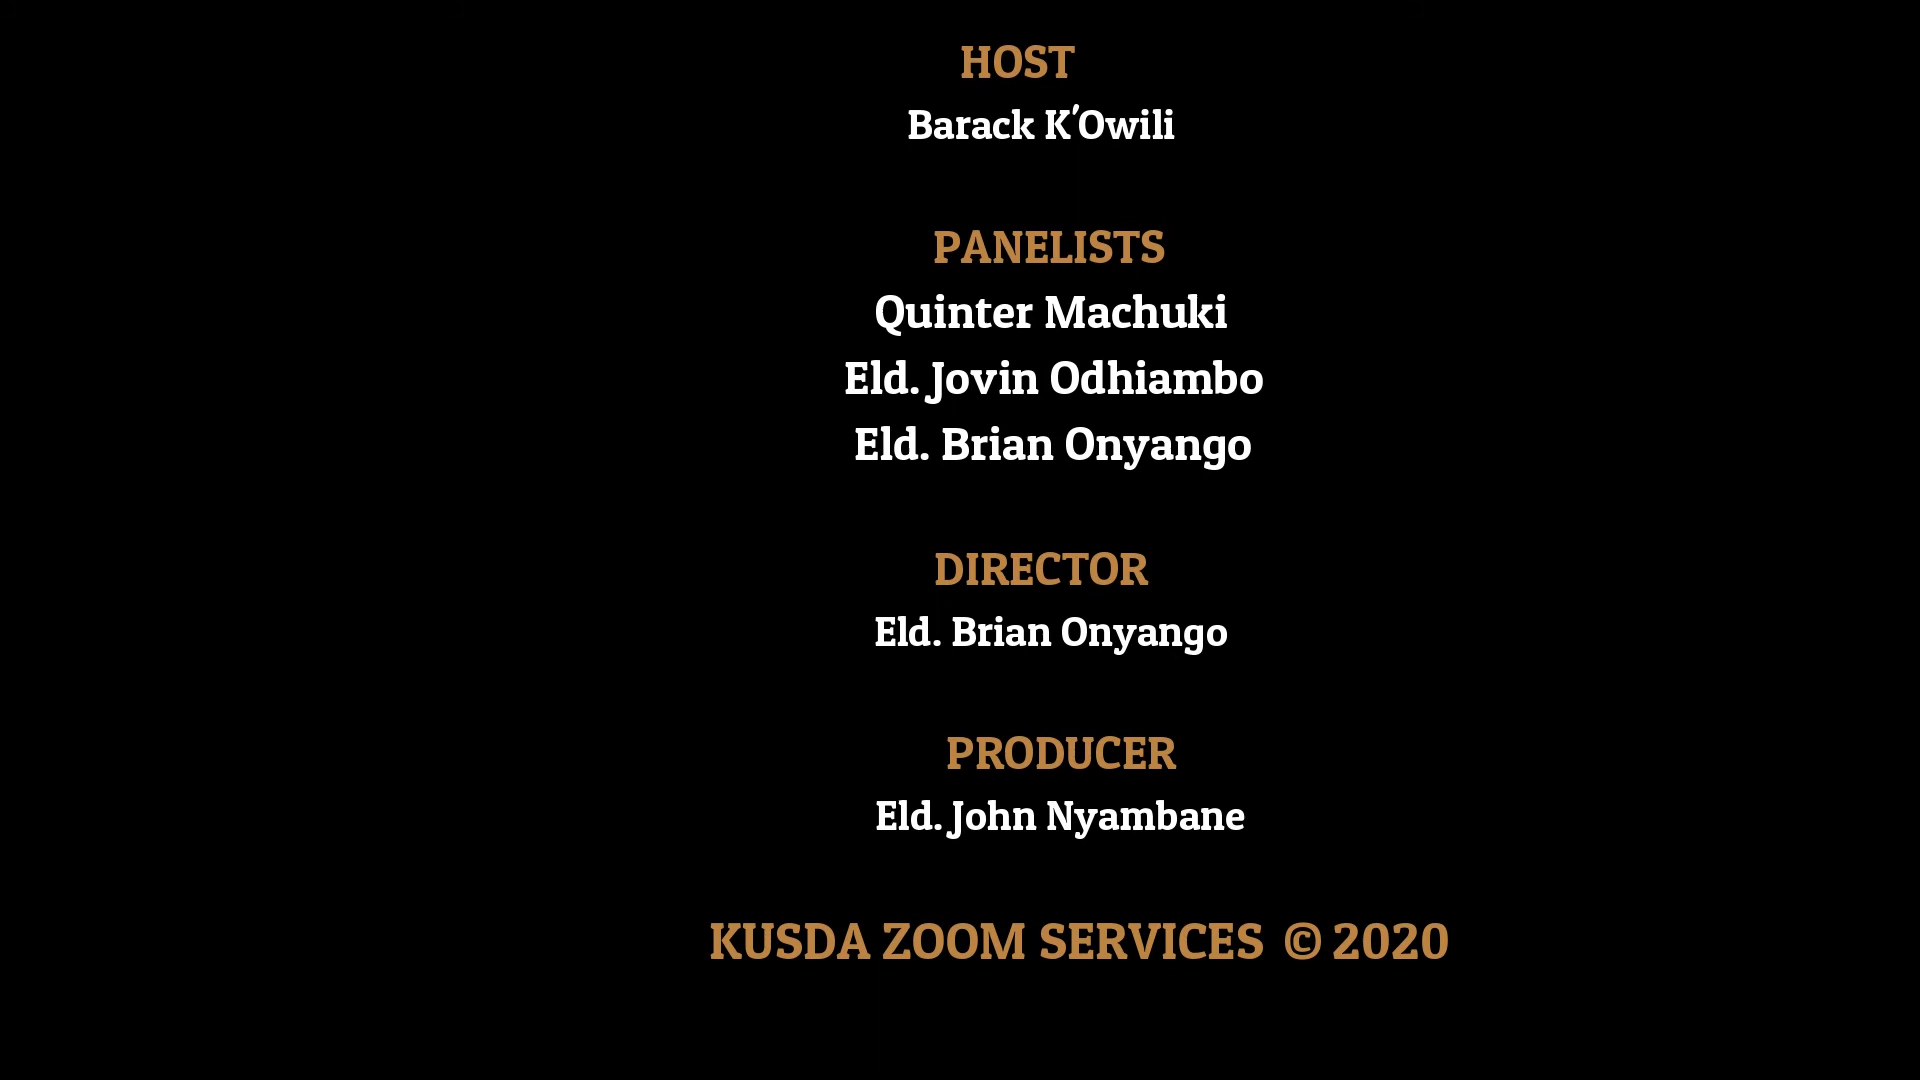 HOST
Barack K'Owili
PANELISTS
Quinter Machuki
Eld. Jovin Odhiambo
Eld. Brian Onyango
DIRECTOR
Eld. Brian Onyango
PRODUCER
Eld. John Nyambane
KUSDA ZOOM SERVICES © 2020